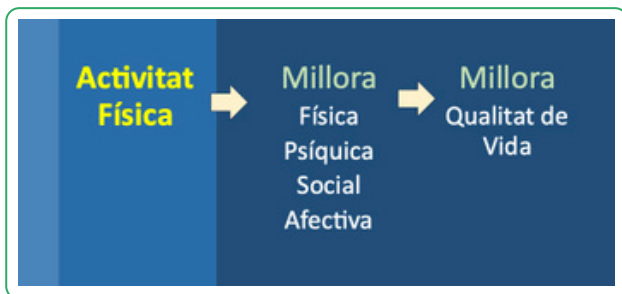 Activitat
Física
Millora
Física
Psíquica
Social
Afectiva
Millora
Qualitat de
Vida